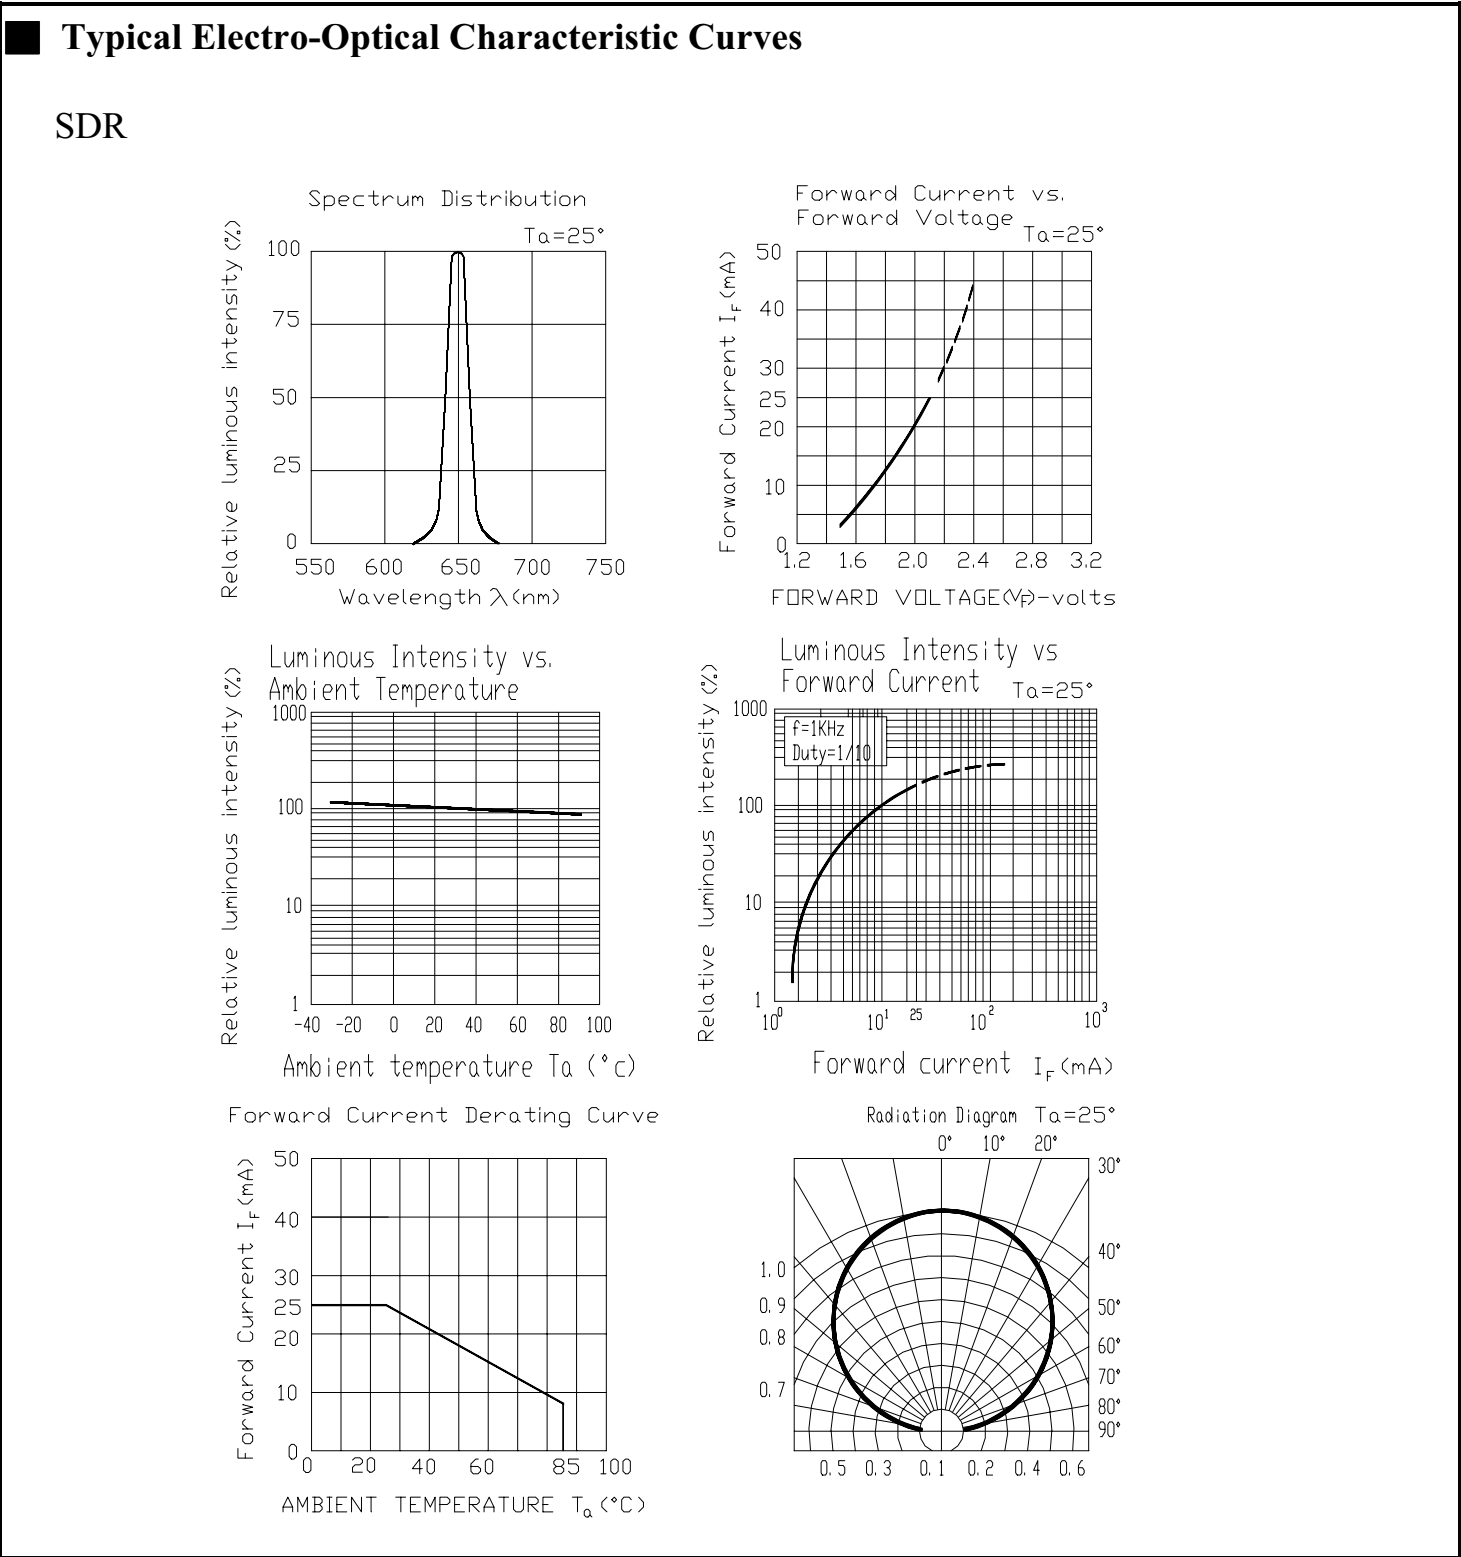 Typical Electro-Optical Characteristic Curves
SDR
Spectrum Distribution
Ta=25°
Relative luminous intensity (%)
100
75
50
25
0
550 600 650 700 750
Wavelength λ (nm)
Forward Current vs.
Forward Voltage
Ta=25°
Forward Current IF (mA)
50
40
30
25
20
10
0
1.2 1.6 2.0 2.4 2.8 3.2
FORWARD VOLTAGE(VF)-volts
Luminous Intensity vs.
Ambient Temperature
Relative luminous intensity (%)
1000
100
10
1
-40 -20 0 20 40 60 80 100
Ambient temperature Ta (°c)
Luminous Intensity vs
Forward Current
Ta=25°
Relative luminous intensity (%)
1000
f=1KHz
Duty=1/10
100
10
1
10⁰ 10¹ 25 10² 10³
Forward current IF (mA)
Forward Current Derating Curve
Forward Current IF (mA)
50
40
30
25
20
10
0
0 20 40 60 85 100
AMBIENT TEMPERATURE Ta (°C)
Radiation Diagram Ta=25°
0° 10° 20°
30°
40°
50°
60°
70°
80°
90°
1.0
0.9
0.8
0.7
0.5 0.3 0.1 0.2 0.4 0.6